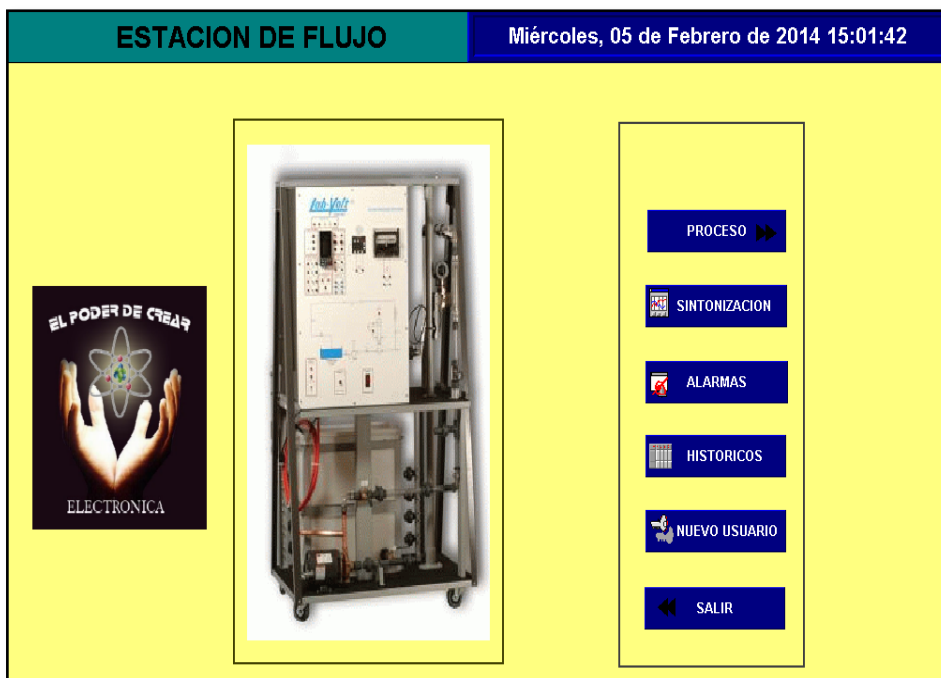 ESTACION DE FLUJO
Miércoles, 05 de Febrero de 2014 15:01:42
EL PODER DE CREAR
ELECTRONICA
Lab-Volt
PROCESO
SINTONIZACION
ALARMAS
HISTORICOS
NUEVO USUARIO
SALIR